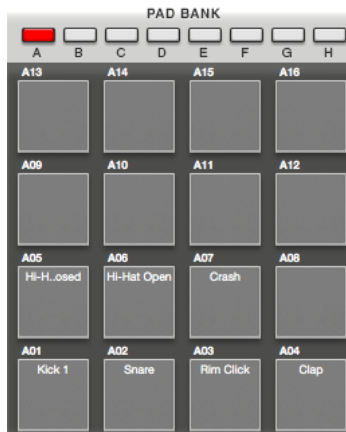 PAD BANK
A B C D E F G H
A13 A14 A15 A16
A09 A10 A11 A12
A05 A06 A07 A08
Hi-H..osed Hi-Hat Open Crash
A01 A02 A03 A04
Kick 1 Snare Rim Click Clap